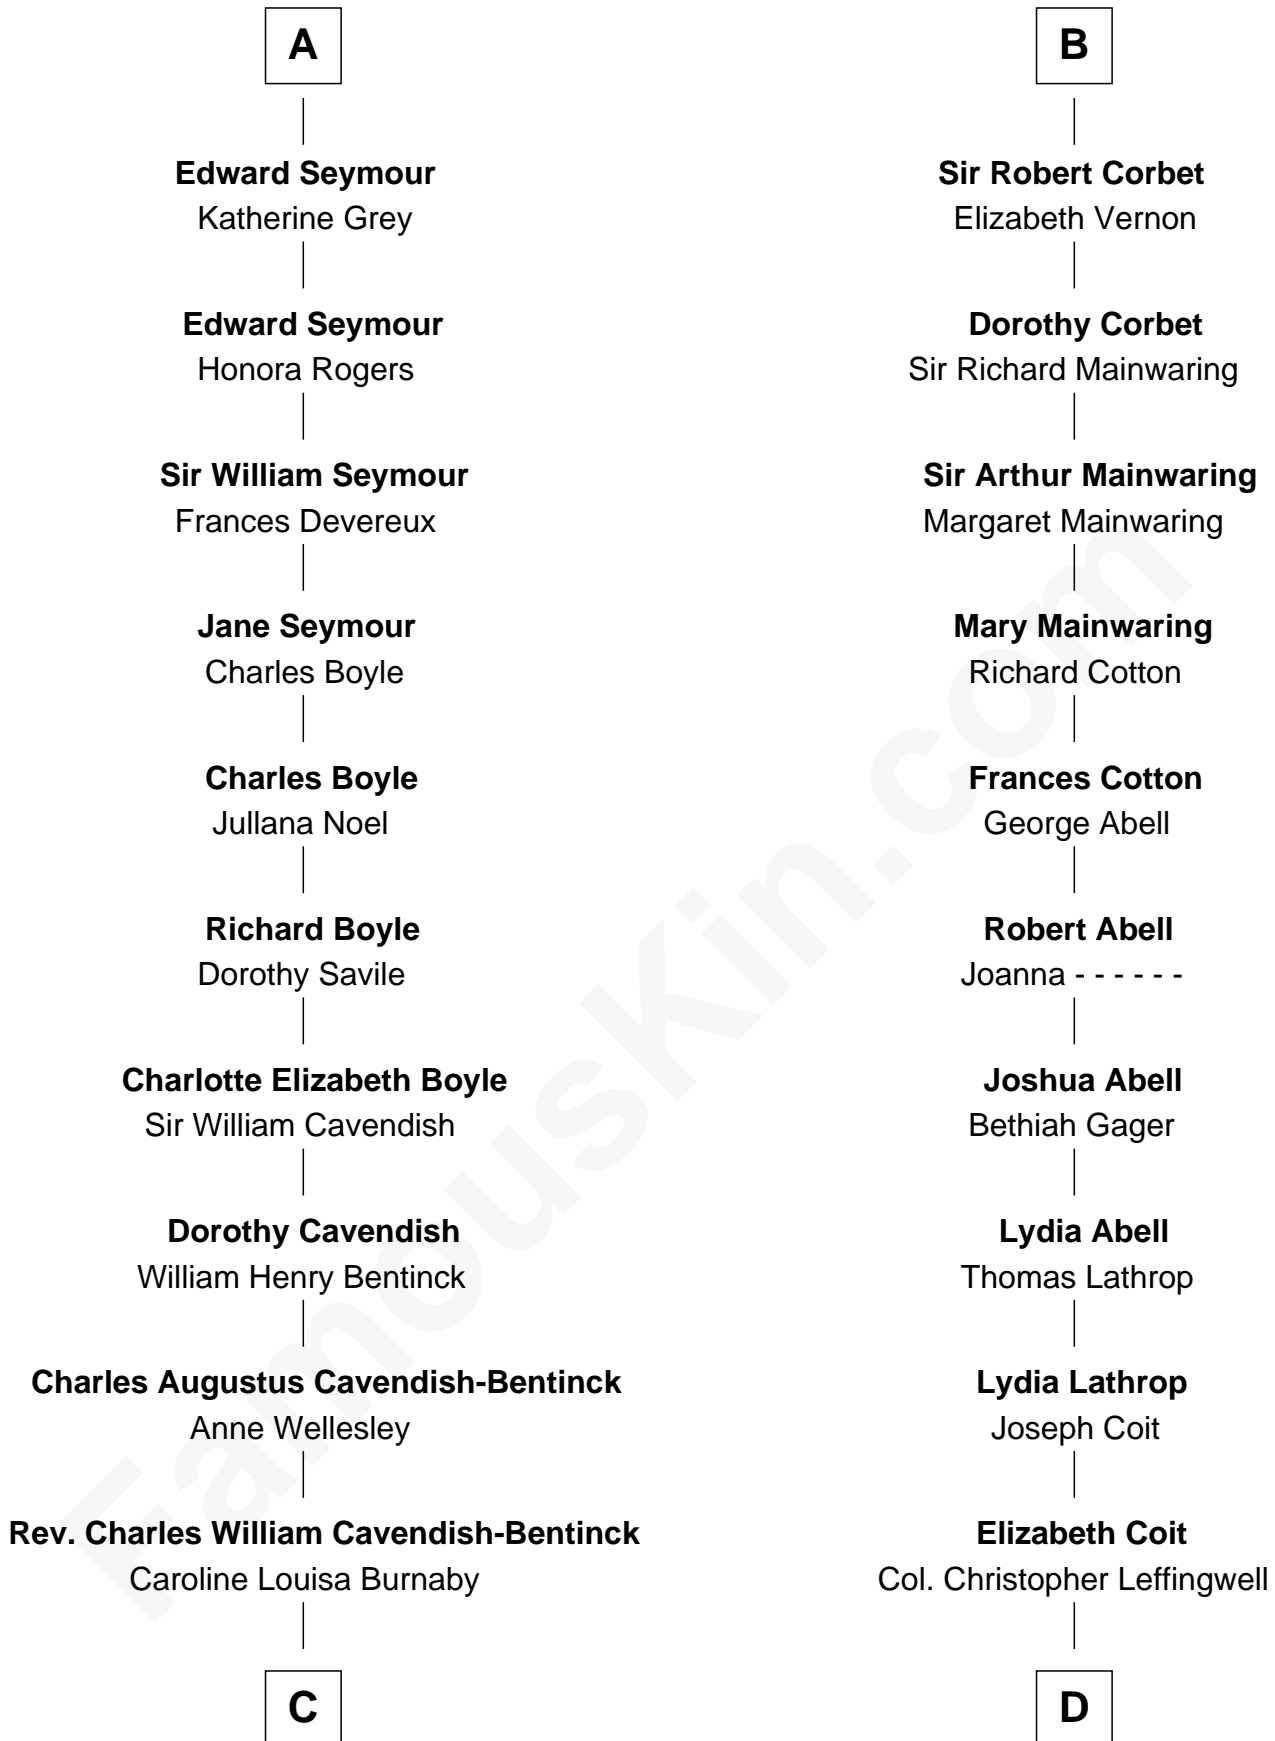 A
Edward Seymour
Katherine Grey
Edward Seymour
Honora Rogers
Sir William Seymour
Frances Devereux
Jane Seymour
Charles Boyle
Charles Boyle
Jullana Noel
Richard Boyle
Dorothy Savile
Charlotte Elizabeth Boyle
Sir William Cavendish
Dorothy Cavendish
William Henry Bentinck
Charles Augustus Cavendish-Bentinck
Anne Wellesley
Rev. Charles William Cavendish-Bentinck
Caroline Louisa Burnaby
C
B
Sir Robert Corbet
Elizabeth Vernon
Dorothy Corbet
Sir Richard Mainwaring
Sir Arthur Mainwaring
Margaret Mainwaring
Mary Mainwaring
Richard Cotton
Frances Cotton
George Abell
Robert Abell
Joanna - - - - - -
Joshua Abell
Bethiah Gager
Lydia Abell
Thomas Lathrop
Lydia Lathrop
Joseph Coit
Elizabeth Coit
Col. Christopher Leffingwell
D
FamousKin.com